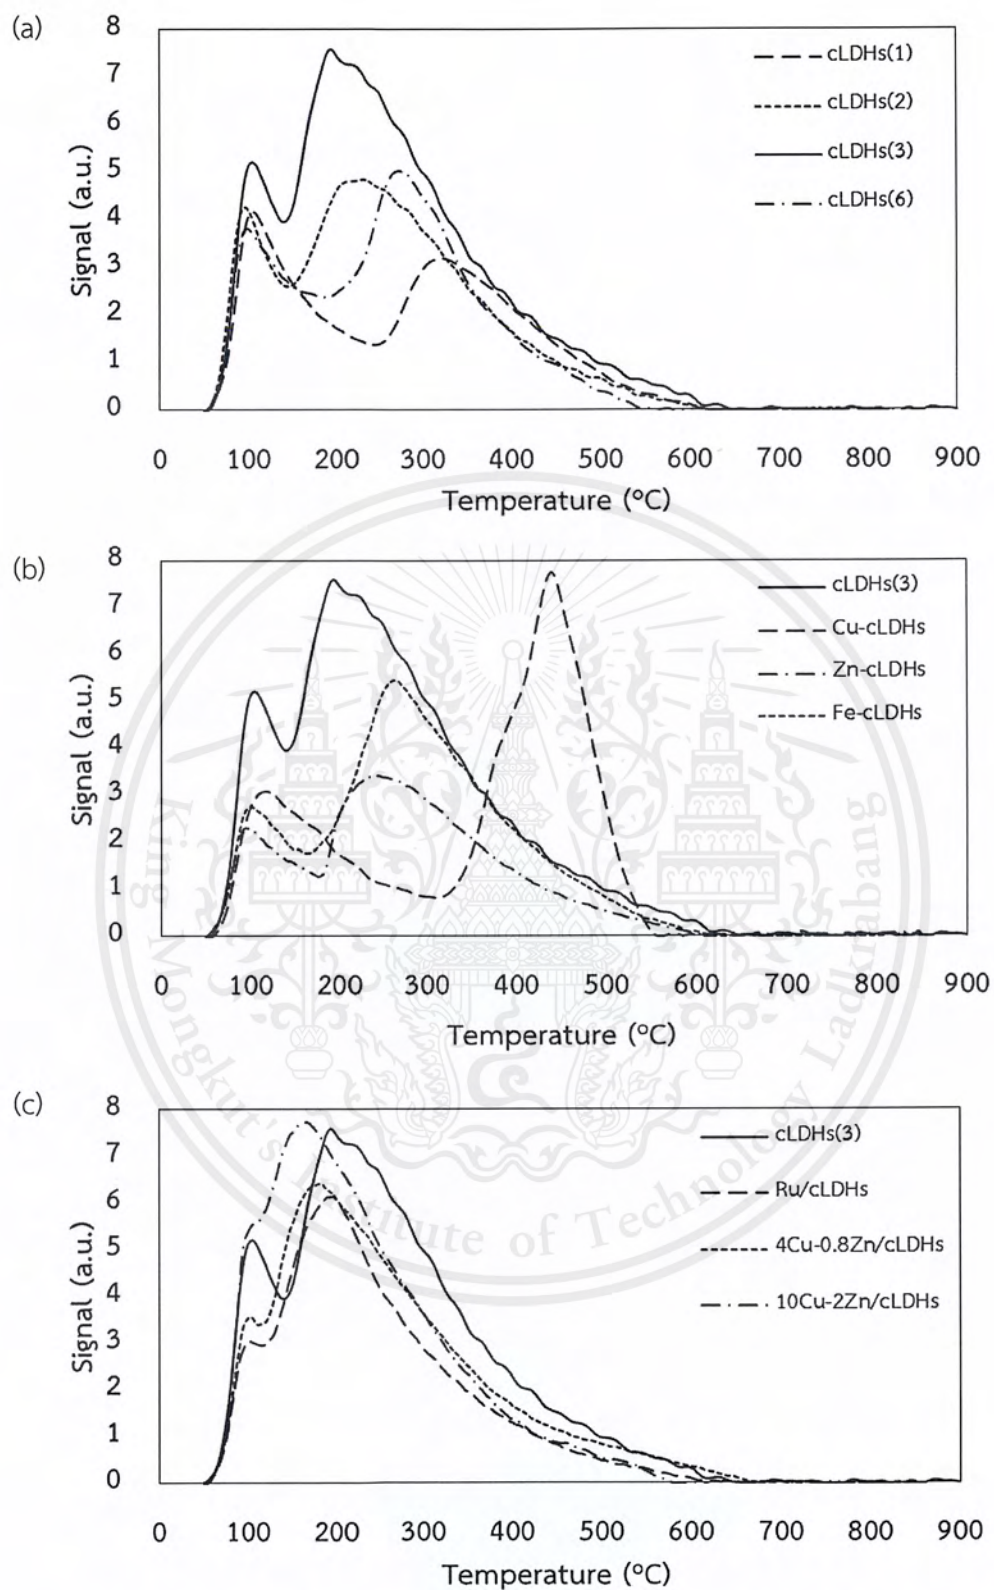 (a)
8
7
6
5
4
3
2
1
0
Signal (a.u.)
cLDHs(1)
cLDHs(2)
cLDHs(3)
cLDHs(6)
0 100 200 300 400 500 600 700 800 900
Temperature (°C)
(b)
8
7
6
5
4
3
2
1
0
Signal (a.u.)
cLDHs(3)
Cu-cLDHs
Zn-cLDHs
Fe-cLDHs
0 100 200 300 400 500 600 700 800 900
Temperature (°C)
(c)
8
7
6
5
4
3
2
1
0
Signal (a.u.)
cLDHs(3)
Ru/cLDHs
4Cu-0.8Zn/cLDHs
10Cu-2Zn/cLDHs
0 100 200 300 400 500 600 700 800 900
Temperature (°C)
King Mongkut's Institute of Technology Ladkrabang